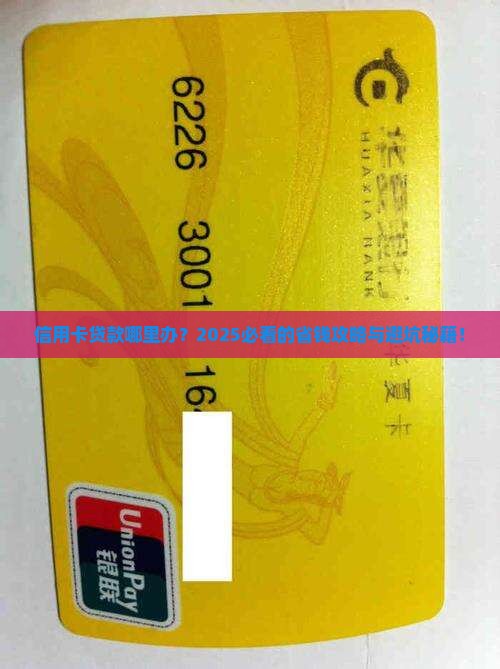 华夏银行
HUAXIA BANK
华夏卡
6226 3001 16
信用卡贷款哪里办？2025必看的省钱攻略与避坑秘籍！
UnionPay
银联